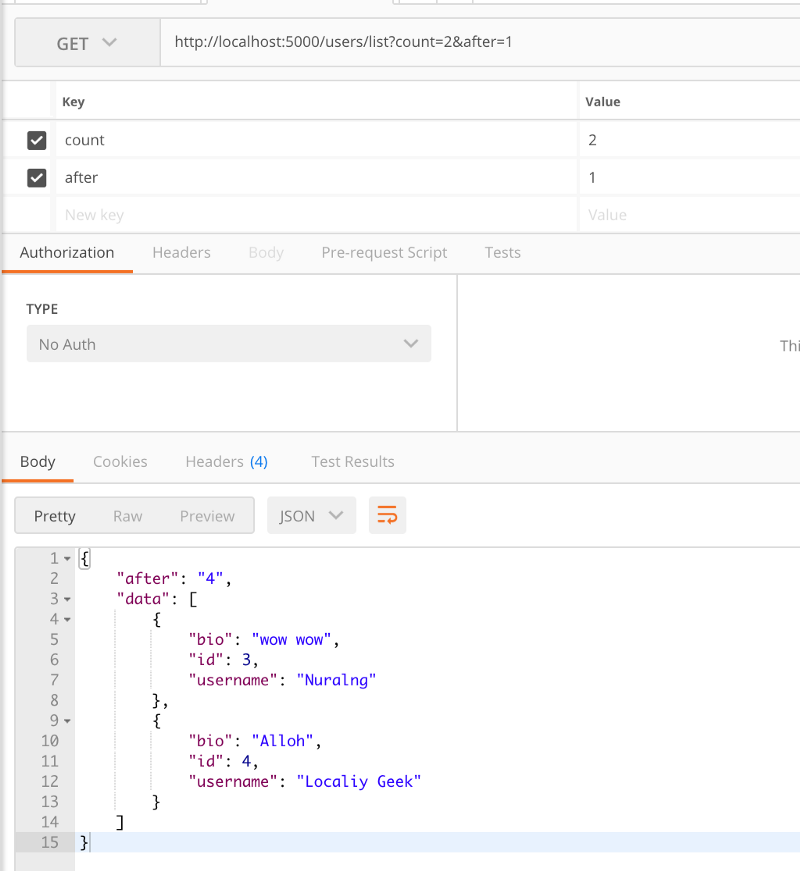 GET http://localhost:5000/users/list?count=2&after=1
Key Value
count 2
after 1
New key Value
Authorization Headers Body Pre-request Script Tests
TYPE
No Auth
Thi
Body Cookies Headers (4) Test Results
Pretty Raw Preview JSON
1 {
2 "after": "4",
3 "data": [
4 {
5 "bio": "wow wow",
6 "id": 3,
7 "username": "Nuralng"
8 },
9 {
10 "bio": "Alloh",
11 "id": 4,
12 "username": "Localiy Geek"
13 }
14 ]
15 }